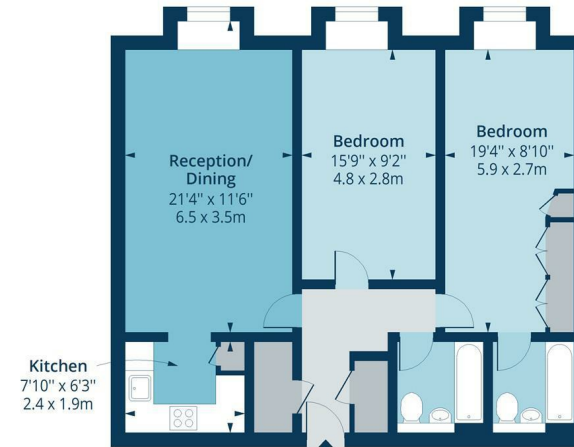 Reception/
Dining
21'4" x 11'6"
6.5 x 3.5m
Bedroom
15'9" x 9'2"
4.8 x 2.8m
Bedroom
19'4" x 8'10"
5.9 x 2.7m
Kitchen
7'10" x 6'3"
2.4 x 1.9m